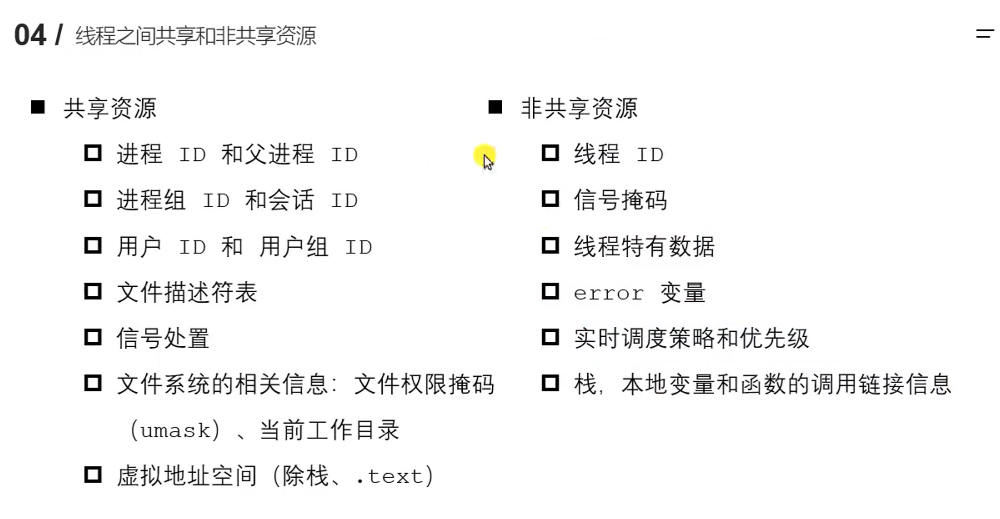 04 / 线程之间共享和非共享资源
共享资源
进程 ID 和父进程 ID
进程组 ID 和会话 ID
用户 ID 和 用户组 ID
文件描述符表
信号处置
文件系统的相关信息：文件权限掩码
（umask）、当前工作目录
虚拟地址空间（除栈、.text）
非共享资源
线程 ID
信号掩码
线程特有数据
error 变量
实时调度策略和优先级
栈，本地变量和函数的调用链接信息